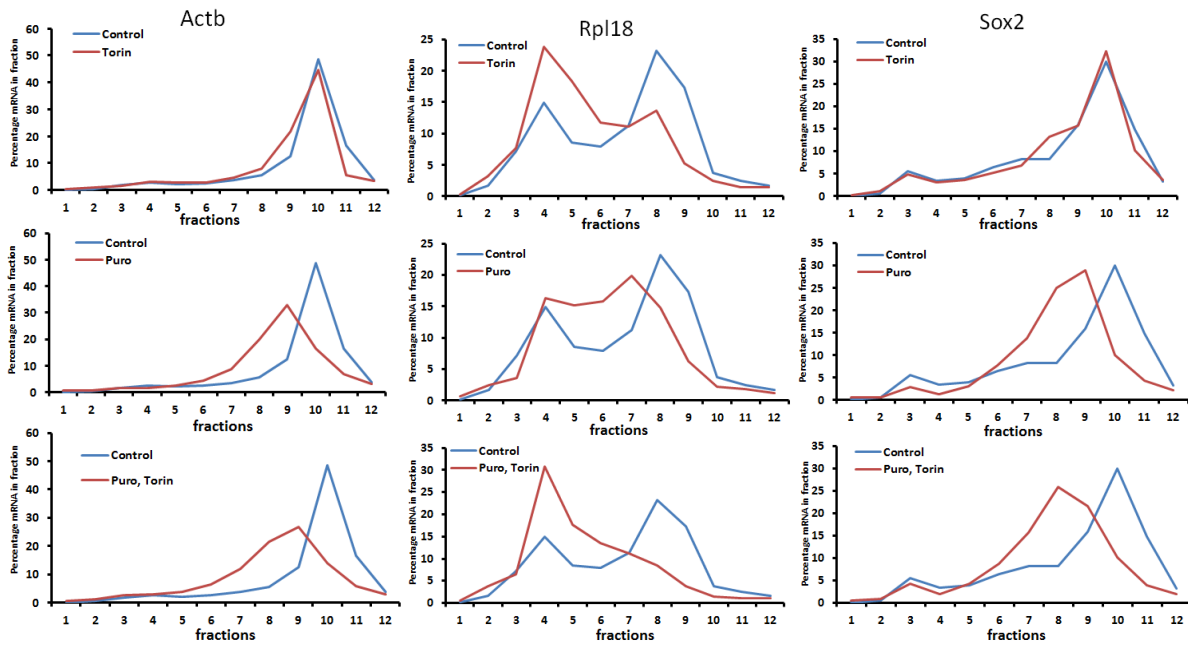 Actb
Rpl18
Sox2
Percentage mRNA in fraction
60
50
40
30
20
10
0
Control
Torin
1 2 3 4 5 6 7 8 9 10 11 12
fractions
Percentage mRNA in fraction
25
20
15
10
5
0
Control
Torin
1 2 3 4 5 6 7 8 9 10 11 12
fractions
Percentage mRNA in fraction
35
30
25
20
15
10
5
0
Control
Torin
1 2 3 4 5 6 7 8 9 10 11 12
fractions
Percentage mRNA in fraction
60
50
40
30
20
10
0
Control
Puro
1 2 3 4 5 6 7 8 9 10 11 12
fractions
Percentage mRNA in fraction
25
20
15
10
5
0
Control
Puro
1 2 3 4 5 6 7 8 9 10 11 12
fractions
Percentage mRNA in fraction
35
30
25
20
15
10
5
0
Control
Puro
1 2 3 4 5 6 7 8 9 10 11 12
fractions
Percentage mRNA in fraction
60
50
40
30
20
10
0
Control
Puro, Torin
1 2 3 4 5 6 7 8 9 10 11 12
fractions
Percentage mRNA in fraction
35
30
25
20
15
10
5
0
Control
Puro, Torin
1 2 3 4 5 6 7 8 9 10 11 12
fractions
Percentage mRNA in fraction
35
30
25
20
15
10
5
0
Control
Puro, Torin
1 2 3 4 5 6 7 8 9 10 11 12
fractions